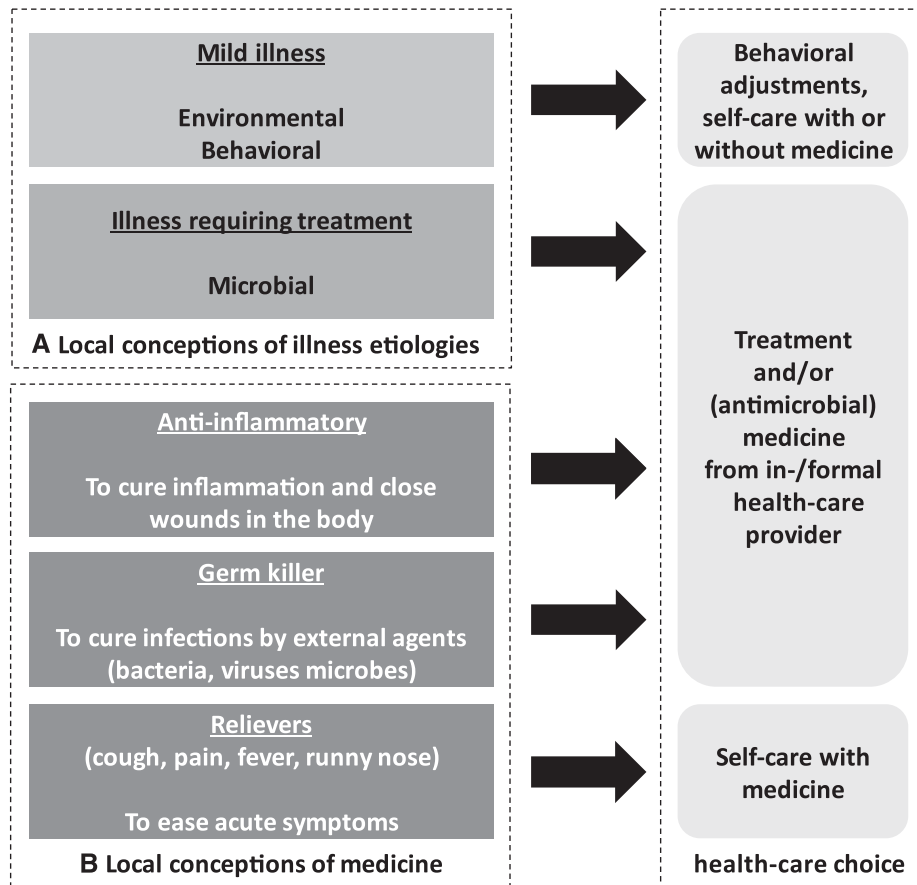 Mild illness
Environmental
Behavioral
Illness requiring treatment
Microbial
A Local conceptions of illness etiologies
Anti-inflammatory
To cure inflammation and close
wounds in the body
Germ killer
To cure infections by external agents
(bacteria, viruses microbes)
Relievers
(cough, pain, fever, runny nose)
To ease acute symptoms
B Local conceptions of medicine
Behavioral
adjustments,
self-care with or
without medicine
Treatment
and/or
(antimicrobial)
medicine
from in-/formal
health-care
provider
Self-care with
medicine
health-care choice